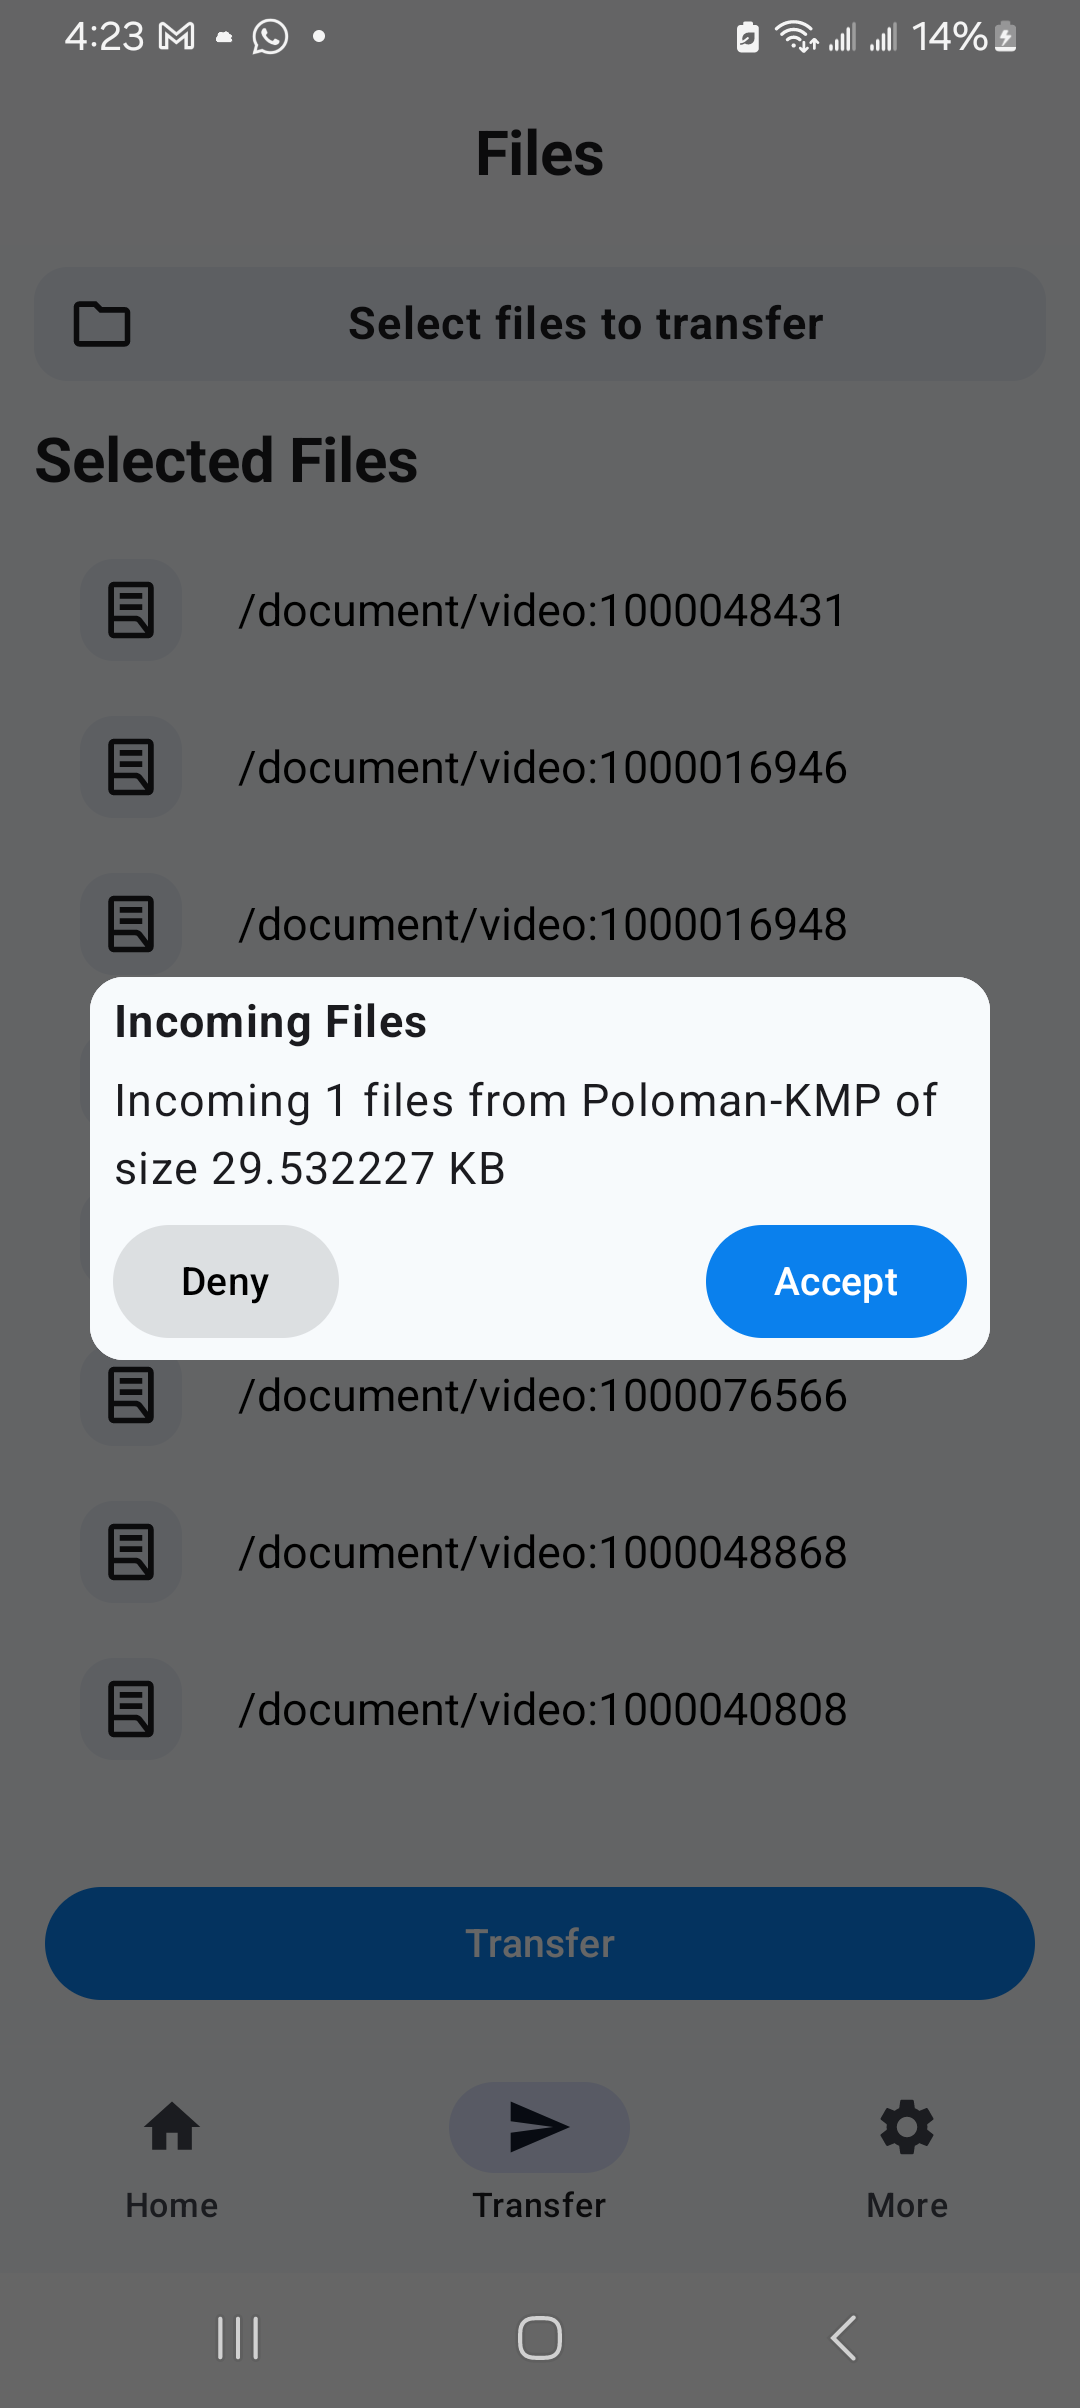 4:23
14%
Files
Select files to transfer
Selected Files
/document/video:1000048431
/document/video:1000016946
/document/video:1000016948
Incoming Files
Incoming 1 files from Poloman-KMP of
size 29.532227 KB
Deny
Accept
/document/video:1000076566
/document/video:1000048868
/document/video:1000040808
Transfer
Home
Transfer
More